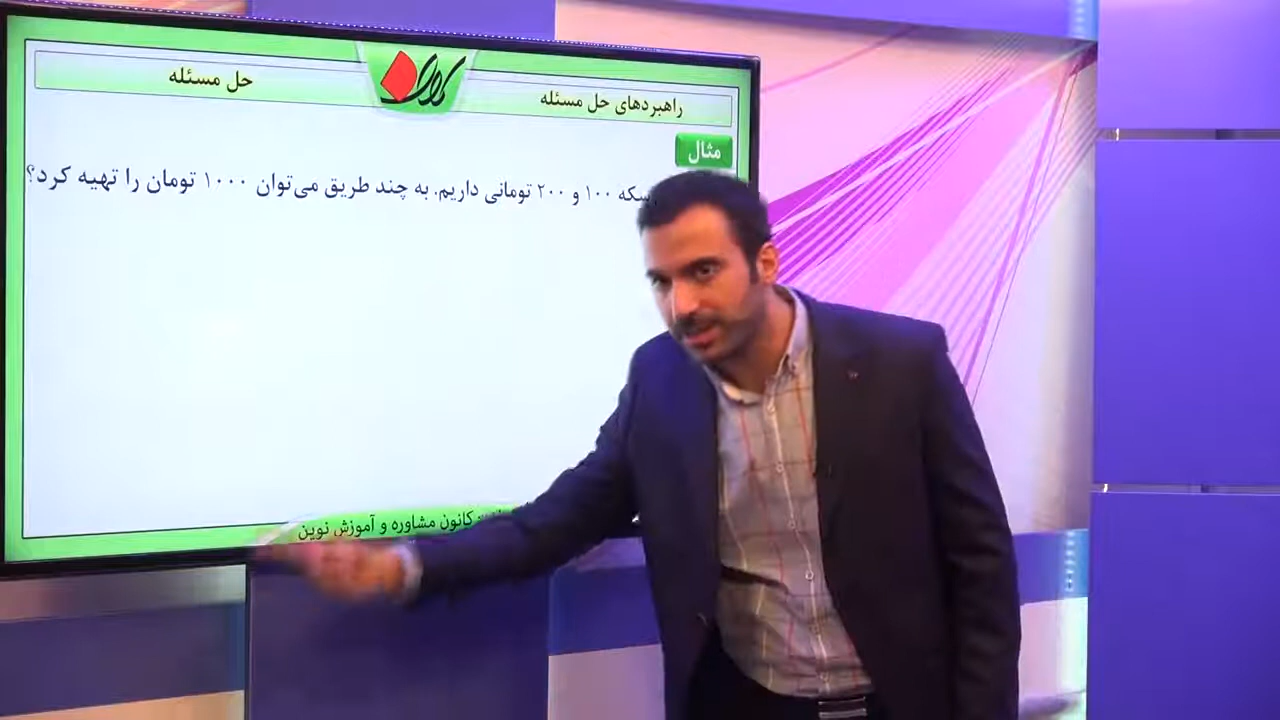 راهبردهای حل مسئله
حل مسئله
مثال
سکه ۱۰۰ و ۲۰۰ تومانی داریم. به چند طریق می‌توان ۱۰۰۰ تومان را تهیه کرد؟
کانون مشاوره و آموزش نوین